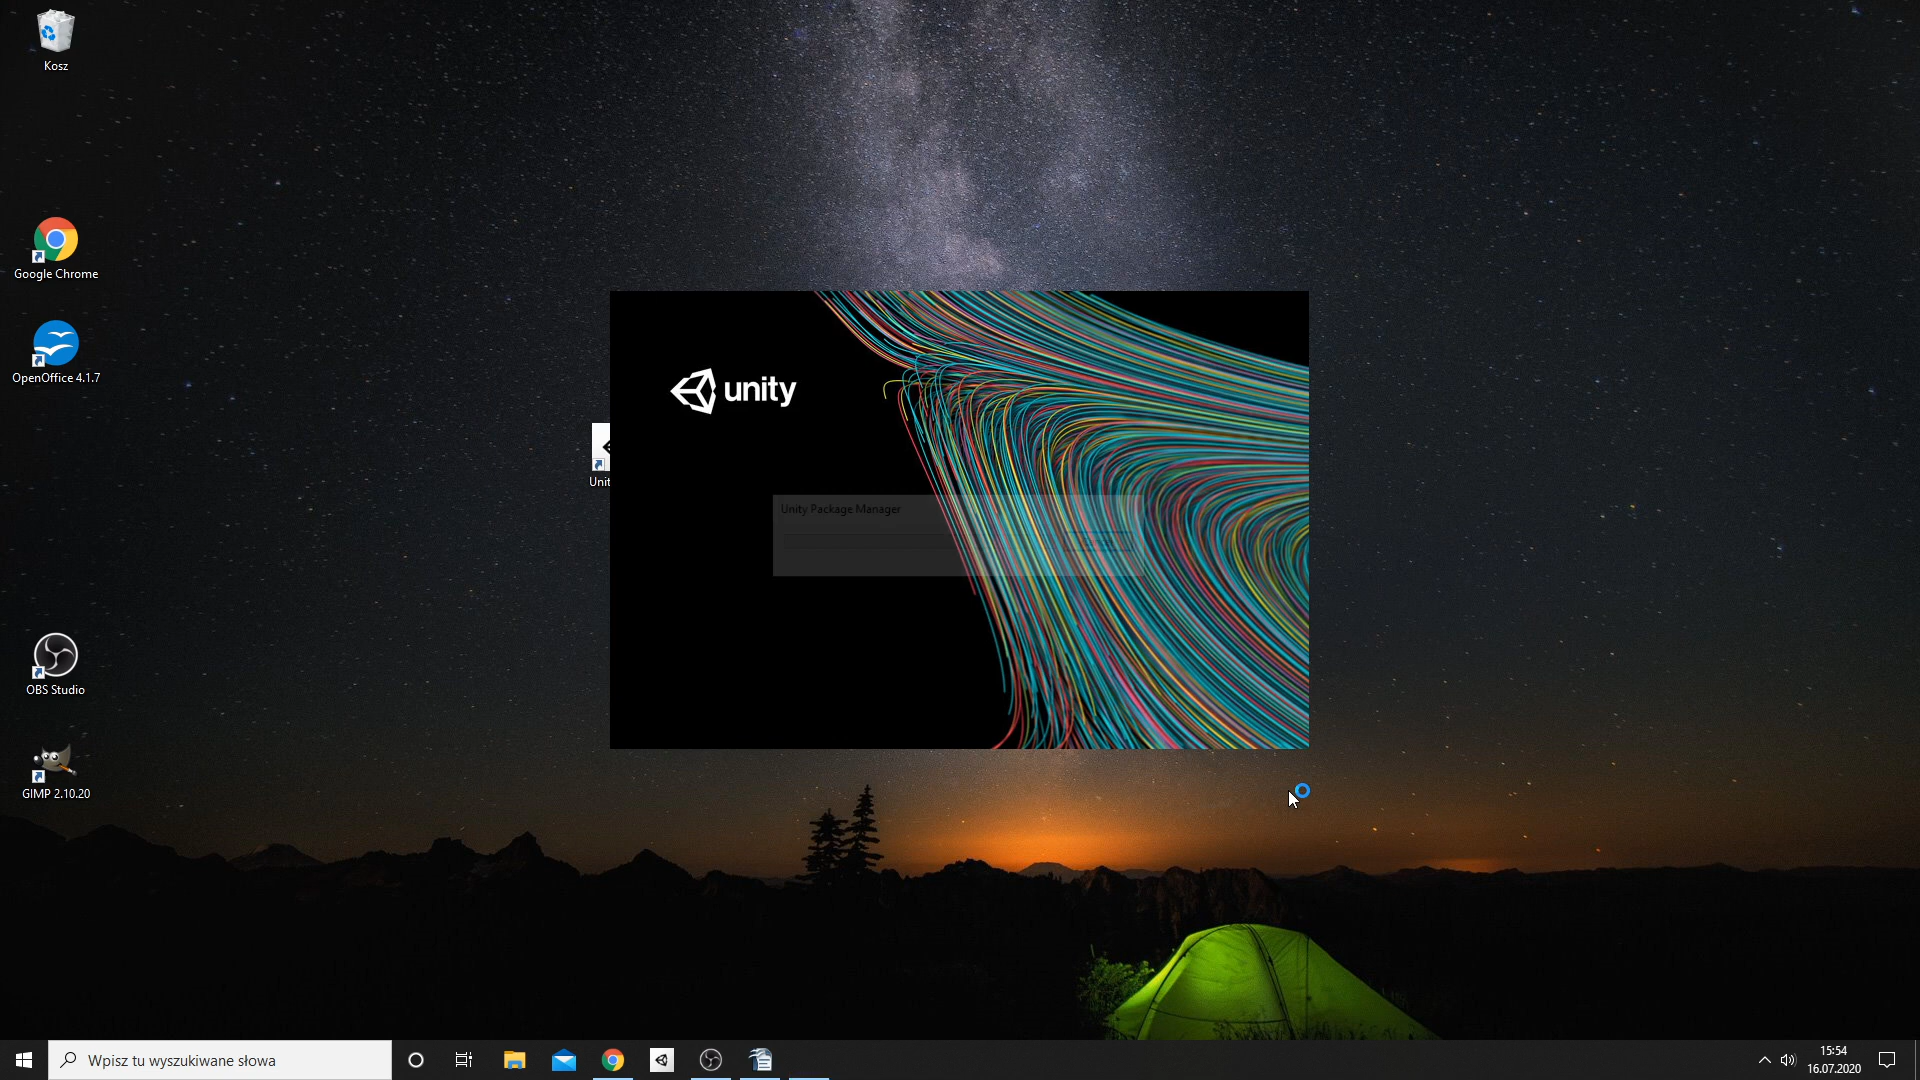 Kosz
Google Chrome
OpenOffice 4.1.7
unity
Unit
Unity Package Manager
OBS Studio
GIMP 2.10.20
Wpisz tu wyszukiwane słowa
15:54
16.07.2020